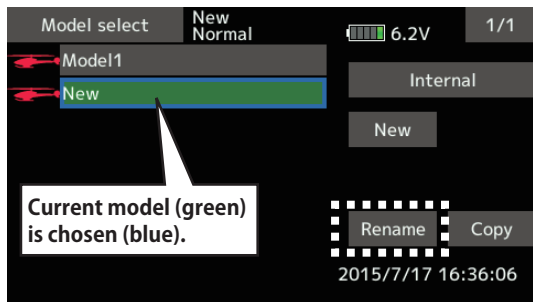 Model select
New
Normal
6.2V
1/1
Model1
Internal
New
New
Current model (green)
is chosen (blue).
Rename
Copy
2015/7/17 16:36:06